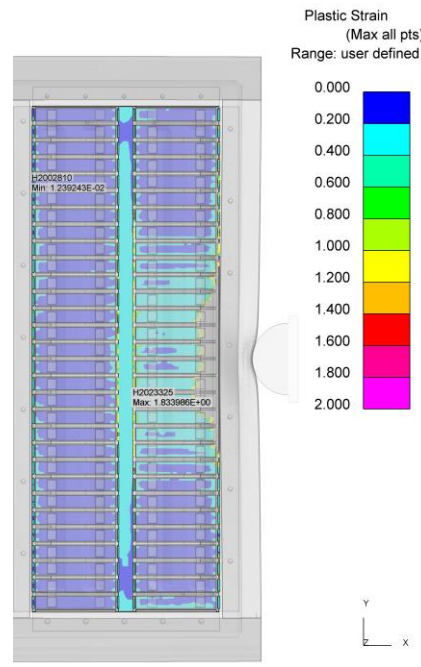 Plastic Strain
(Max all pts)
Range: user defined
0.000
0.200
0.400
0.600
0.800
1.000
1.200
1.400
1.600
1.800
2.000
H2002810
Min: 1.239243E-02
H2023325
Max: 1.833986E+00
Y
Z
X